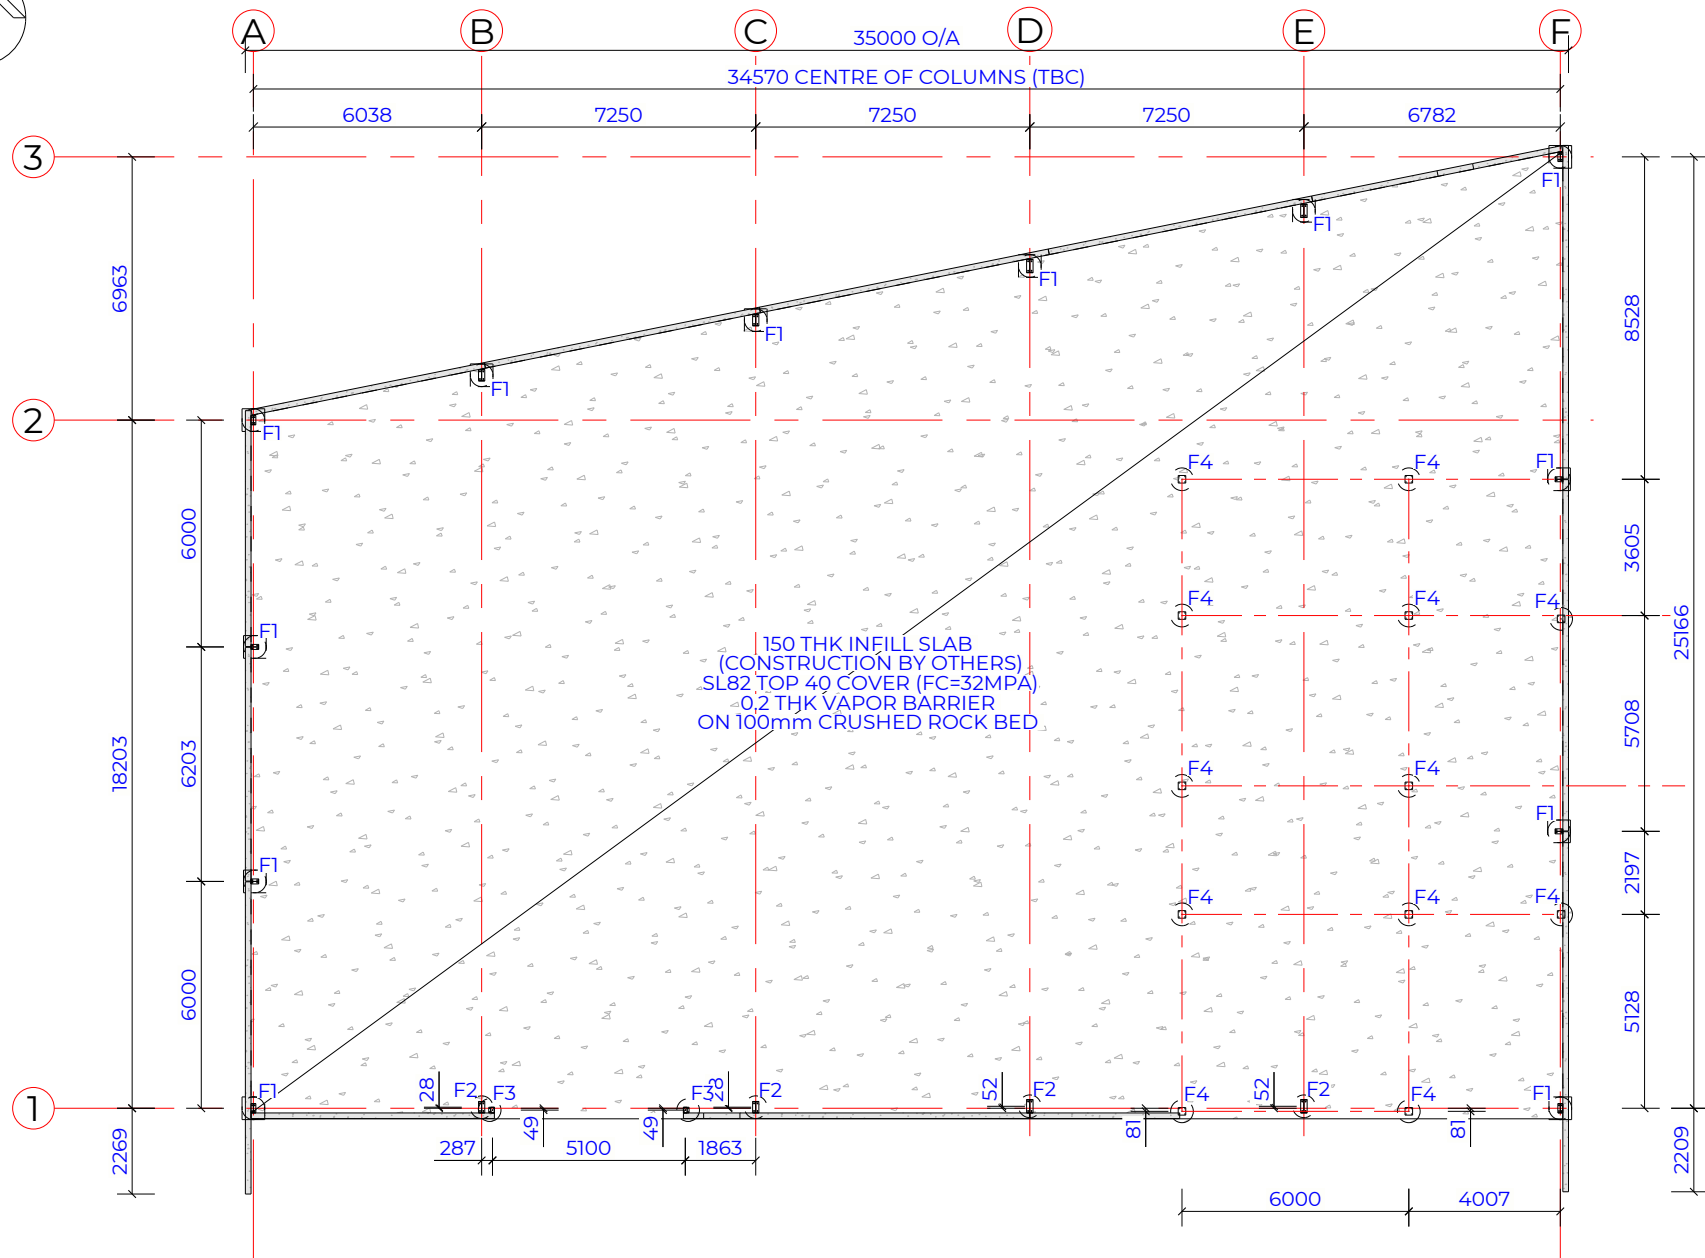 A
B
C
D
E
F
35000 O/A
34570 CENTRE OF COLUMNS (TBC)
6038
7250
7250
7250
6782
3
F1
F1
6963
8528
F1
F1
F1
2
F1
F4
F4
F1
6000
3605
F4
F4
F4
F1
25166
150 THK INFILL SLAB
(CONSTRUCTION BY OTHERS)
SL82 TOP 40 COVER (FC=32MPA)
0.2 THK VAPOR BARRIER
ON 100mm CRUSHED ROCK BED
5708
18203
6203
F4
F4
F1
F1
2197
F4
F4
F4
6000
5128
1
F1
28
F2
F3
F3
28
F2
52
F2
F4
52
F2
F4
F1
49
49
81
81
2269
287
5100
1863
2209
6000
4007